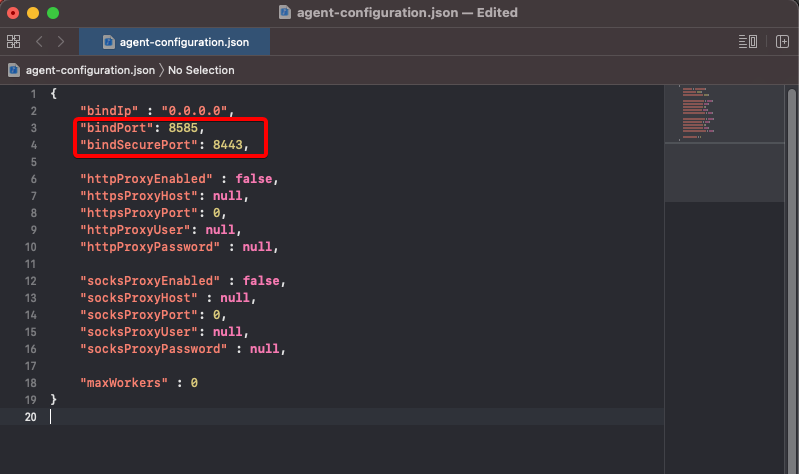 agent-configuration.json — Edited
agent-configuration.json
agent-configuration.json 〉 No Selection
1 {
2 "bindIp" : "0.0.0.0",
3 "bindPort": 8585,
4 "bindSecurePort": 8443,
5
6 "httpProxyEnabled" : false,
7 "httpsProxyHost": null,
8 "httpsProxyPort": 0,
9 "httpProxyUser": null,
10 "httpProxyPassword" : null,
11
12 "socksProxyEnabled" : false,
13 "socksProxyHost" : null,
14 "socksProxyPort": 0,
15 "socksProxyUser": null,
16 "socksProxyPassword" : null,
17
18 "maxWorkers" : 0
19 }
20